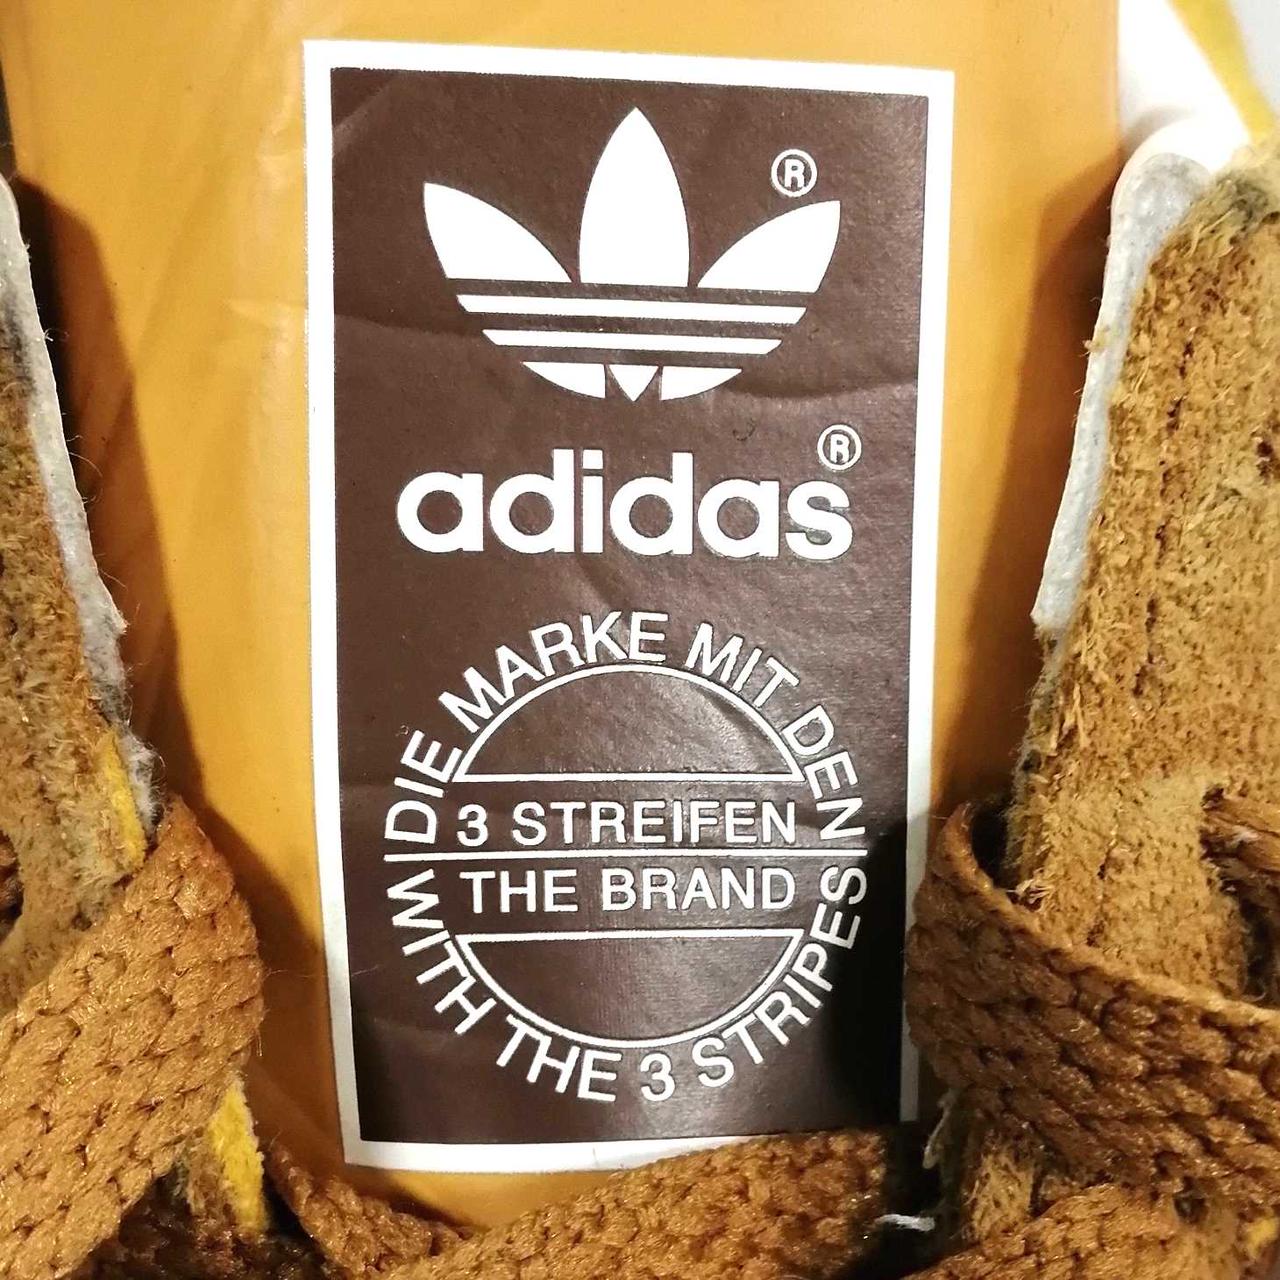 ®
adidas®
DIE MARKE MIT DEN
3 STREIFEN
THE BRAND
WITH THE 3 STRIPES